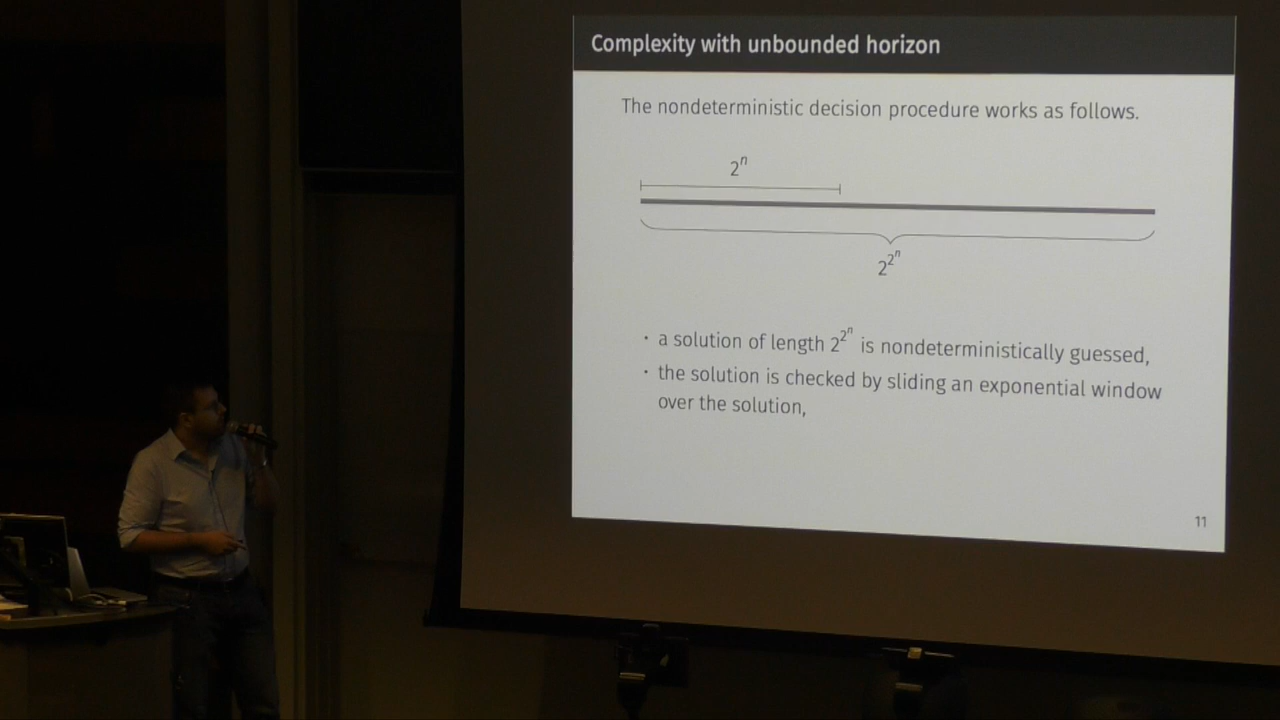 Complexity with unbounded horizon
The nondeterministic decision procedure works as follows.
2^n
2^{2^n}
· a solution of length 2^{2^n} is nondeterministically guessed,
· the solution is checked by sliding an exponential window
over the solution,
11